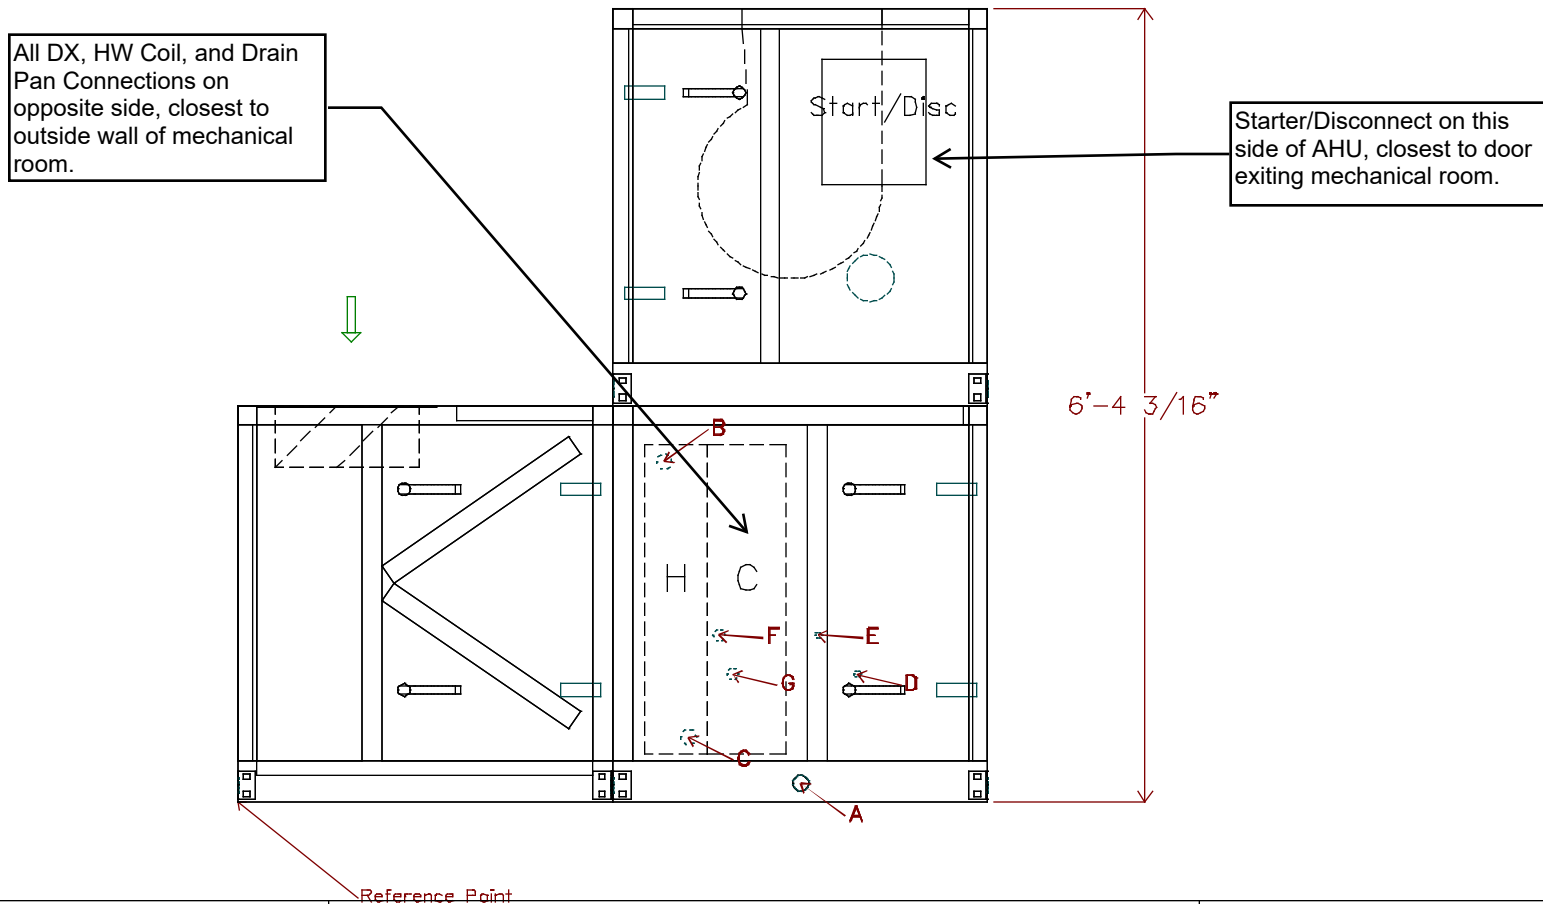 All DX, HW Coil, and Drain
Pan Connections on
opposite side, closest to
outside wall of mechanical
room.
Start/Disc
Starter/Disconnect on this
side of AHU, closest to door
exiting mechanical room.
6'-4 3/16"
B
H C
F E
G D
C
A
Reference Point